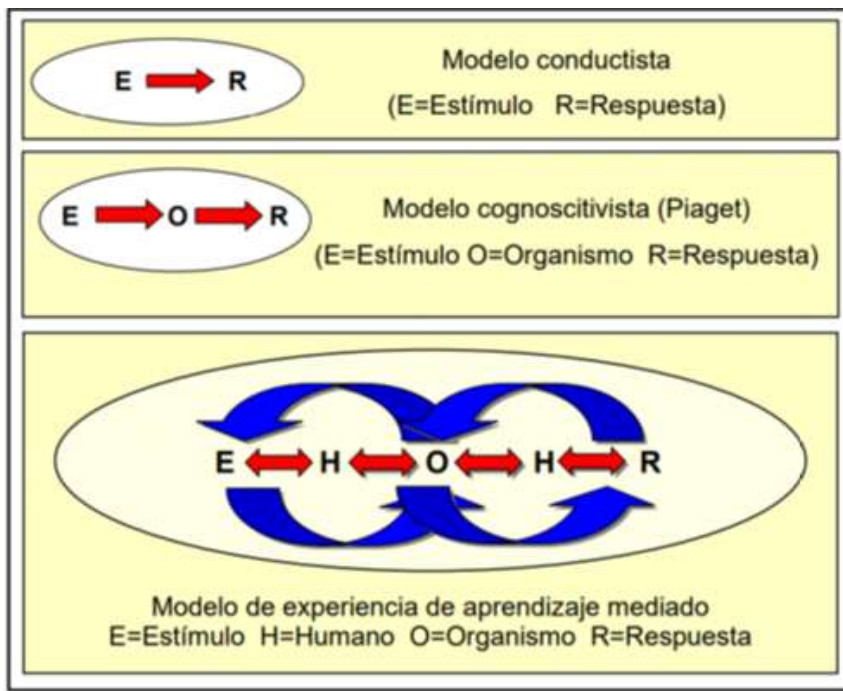 E R
Modelo conductista
(E=Estímulo R=Respuesta)
E O R
Modelo cognoscitivista (Piaget)
(E=Estímulo O=Organismo R=Respuesta)
E H O H R
Modelo de experiencia de aprendizaje mediado
E=Estímulo H=Humano O=Organismo R=Respuesta